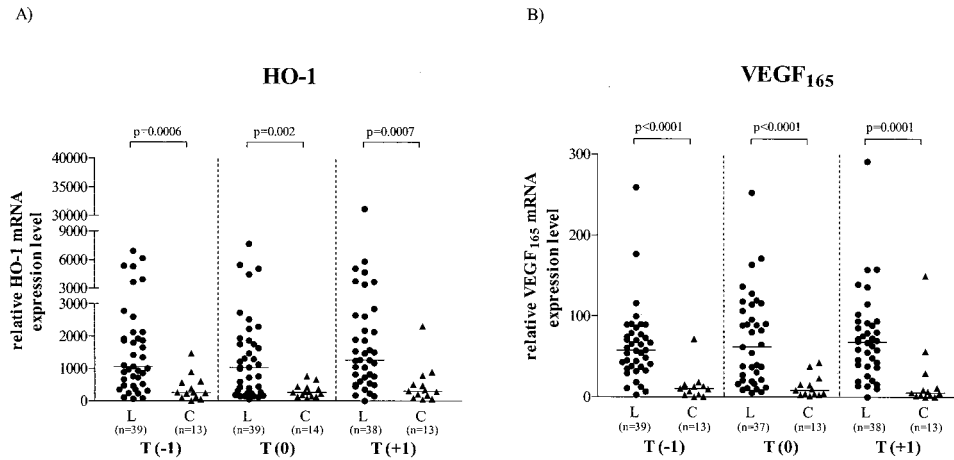 A)
HO-1
p=0.0006 p=0.002 p=0.0007
relative HO-1 mRNA
expression level
40000
35000
30000
9000
6000
3000
3000
2000
1000
0
L C L C L C
(n=39) (n=13) (n=39) (n=14) (n=38) (n=13)
T (-1) T (0) T (+1)
B)
VEGF165
p<0.0001 p<0.0001 p=0.0001
relative VEGF165 mRNA
expression level
300
200
100
0
L C L C L C
(n=39) (n=13) (n=37) (n=13) (n=38) (n=13)
T (-1) T (0) T (+1)